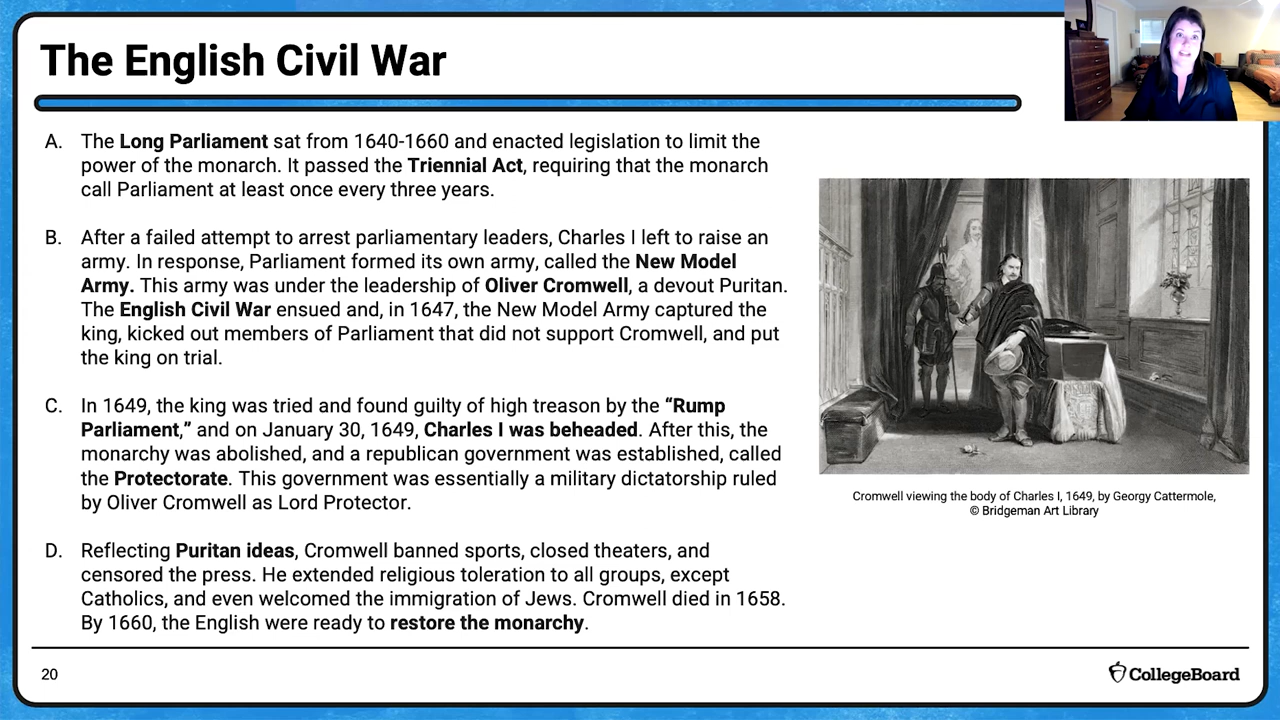 The English Civil War
A. The Long Parliament sat from 1640-1660 and enacted legislation to limit the
power of the monarch. It passed the Triennial Act, requiring that the monarch
call Parliament at least once every three years.
B. After a failed attempt to arrest parliamentary leaders, Charles I left to raise an
army. In response, Parliament formed its own army, called the New Model
Army. This army was under the leadership of Oliver Cromwell, a devout Puritan.
The English Civil War ensued and, in 1647, the New Model Army captured the
king, kicked out members of Parliament that did not support Cromwell, and put
the king on trial.
C. In 1649, the king was tried and found guilty of high treason by the “Rump
Parliament,” and on January 30, 1649, Charles I was beheaded. After this, the
monarchy was abolished, and a republican government was established, called
the Protectorate. This government was essentially a military dictatorship ruled
by Oliver Cromwell as Lord Protector.
D. Reflecting Puritan ideas, Cromwell banned sports, closed theaters, and
censored the press. He extended religious toleration to all groups, except
Catholics, and even welcomed the immigration of Jews. Cromwell died in 1658.
By 1660, the English were ready to restore the monarchy.
Cromwell viewing the body of Charles I, 1649, by Georgy Cattermole,
© Bridgeman Art Library
20
CollegeBoard